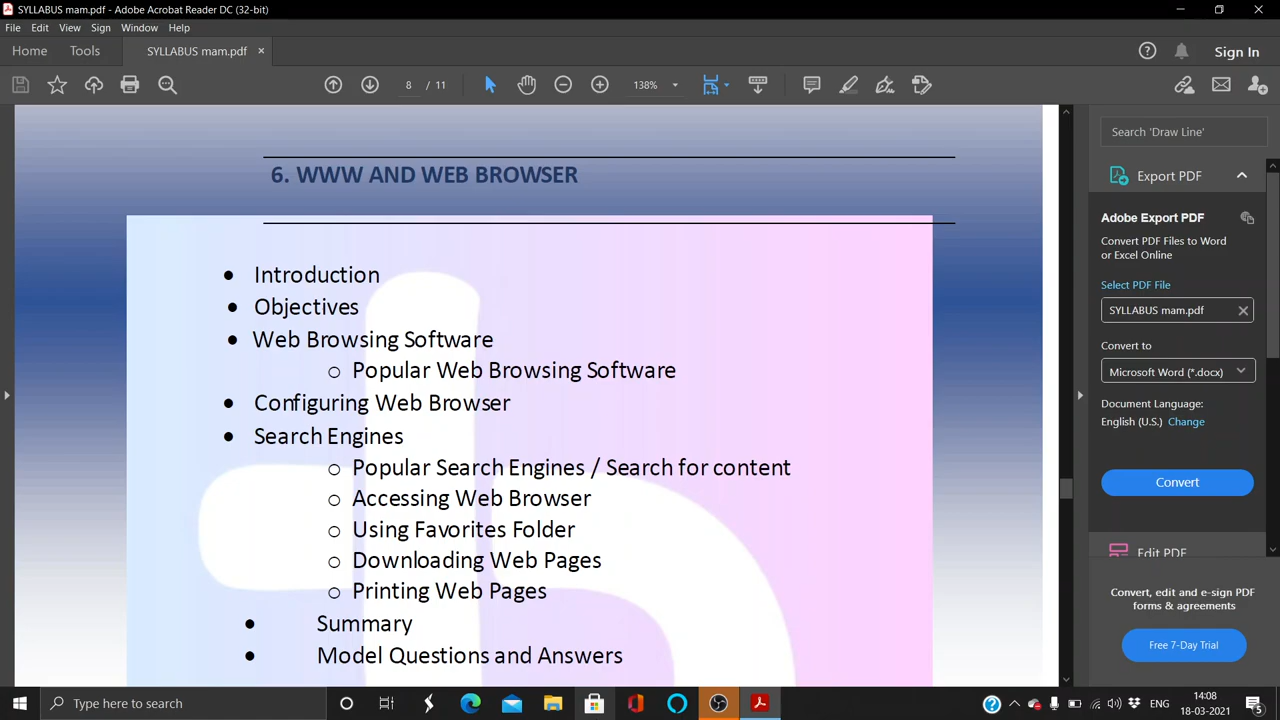 SYLLABUS mam.pdf - Adobe Acrobat Reader DC (32-bit)
File Edit View Sign Window Help
Home Tools SYLLABUS mam.pdf × Sign In
8 / 11 138%
6. WWW AND WEB BROWSER
• Introduction
• Objectives
• Web Browsing Software
o Popular Web Browsing Software
• Configuring Web Browser
• Search Engines
o Popular Search Engines / Search for content
o Accessing Web Browser
o Using Favorites Folder
o Downloading Web Pages
o Printing Web Pages
• Summary
• Model Questions and Answers
Search 'Draw Line'
Export PDF
Adobe Export PDF
Convert PDF Files to Word
or Excel Online
Select PDF File
SYLLABUS mam.pdf
Convert to
Microsoft Word (*.docx)
Document Language:
English (U.S.) Change
Convert
Edit PDF
Convert, edit and e-sign PDF
forms & agreements
Free 7-Day Trial
Type here to search
ENG
14:08
18-03-2021
5